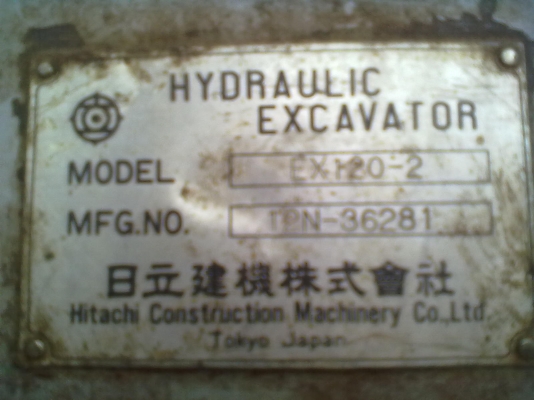 HYDRAULIC
EXCAVATOR
MODEL EX120-2
MFG.NO. TPN-36281
日立建機株式會社
Hitachi Construction Machinery Co.,Ltd.
Tokyo Japan